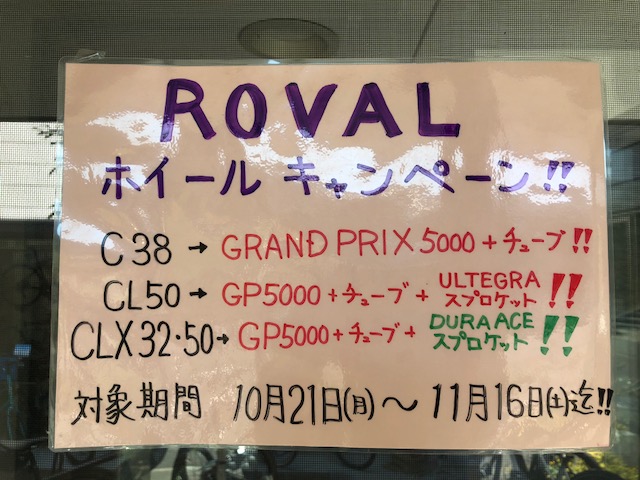 ROVAL
ホイール キャンペーン!!
C38 → GRAND PRIX 5000 + チューブ!!
CL50 → GP5000 + チューブ + ULTEGRA スプロケット!!
CLX32・50 → GP5000 + チューブ + DURA ACE スプロケット!!
対象期間 10月21日(月)〜11月16日(土)迄!!